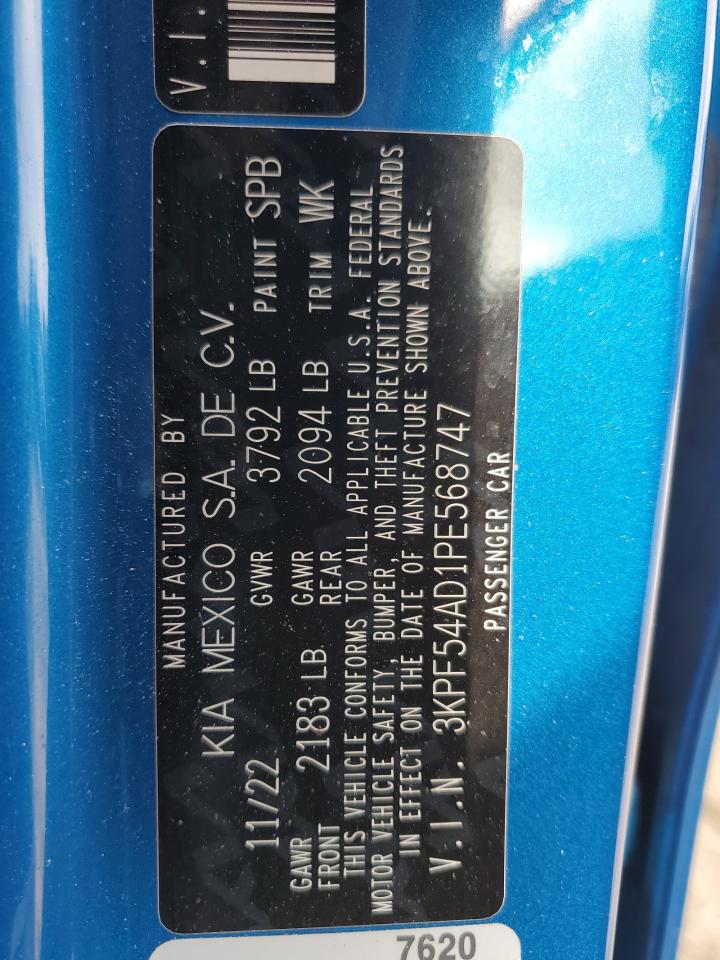 V.I.
MANUFACTURED BY
KIA MEXICO S.A. DE C.V.
11/22 GVWR 3792 LB PAINT SPB
GAWR FRONT 2183 LB. GAWR REAR 2094 LB TRIM WK
THIS VEHICLE CONFORMS TO ALL APPLICABLE U.S.A. FEDERAL
MOTOR VEHICLE SAFETY, BUMPER, AND THEFT PREVENTION STANDARDS
IN EFFECT ON THE DATE OF MANUFACTURE SHOWN ABOVE.
V.I.N. 3KPF54AD1PE568747
PASSENGER CAR
7620